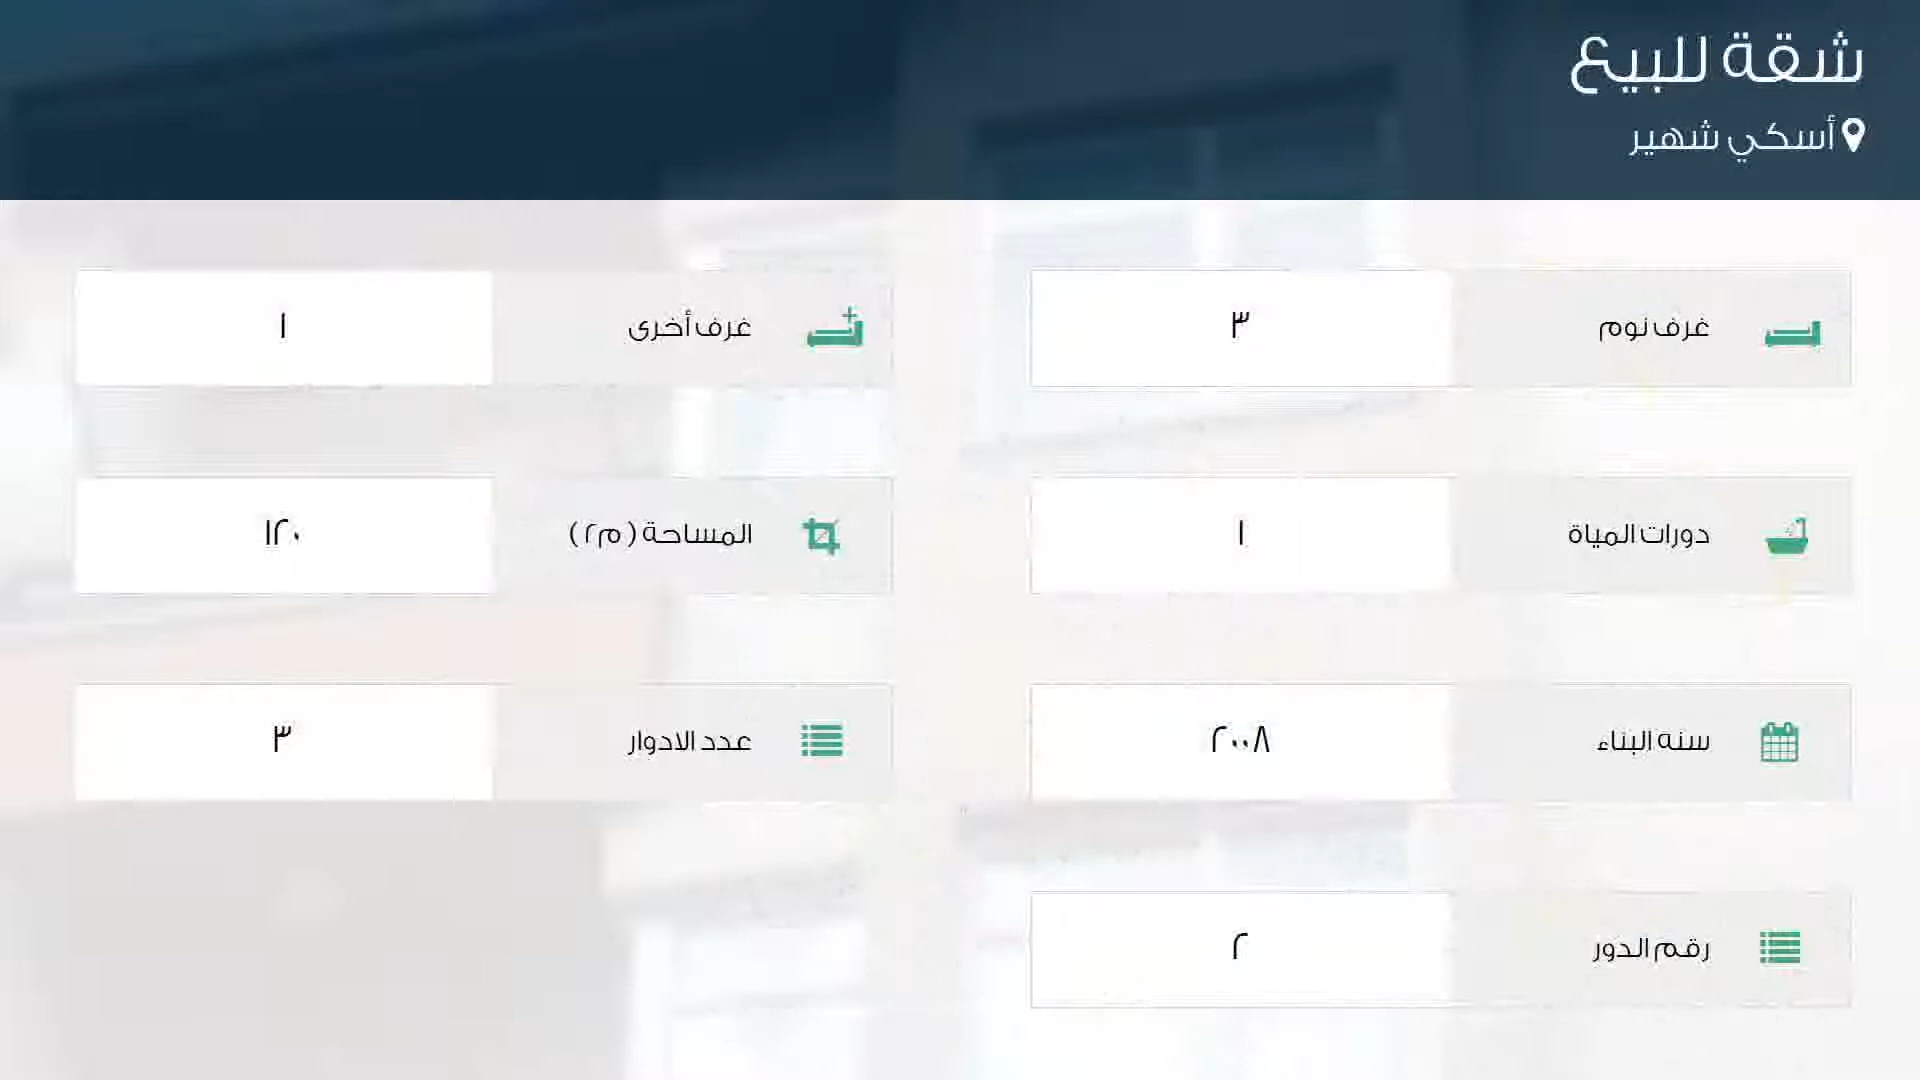 شقة للبيع
أسكي شهير
غرف نوم ٣
غرف أخرى ١
دورات المياة ١
المساحة (م٢) ١٢٠
سنه البناء ٢٠٠٨
عدد الادوار ٣
رقم الدور ٢